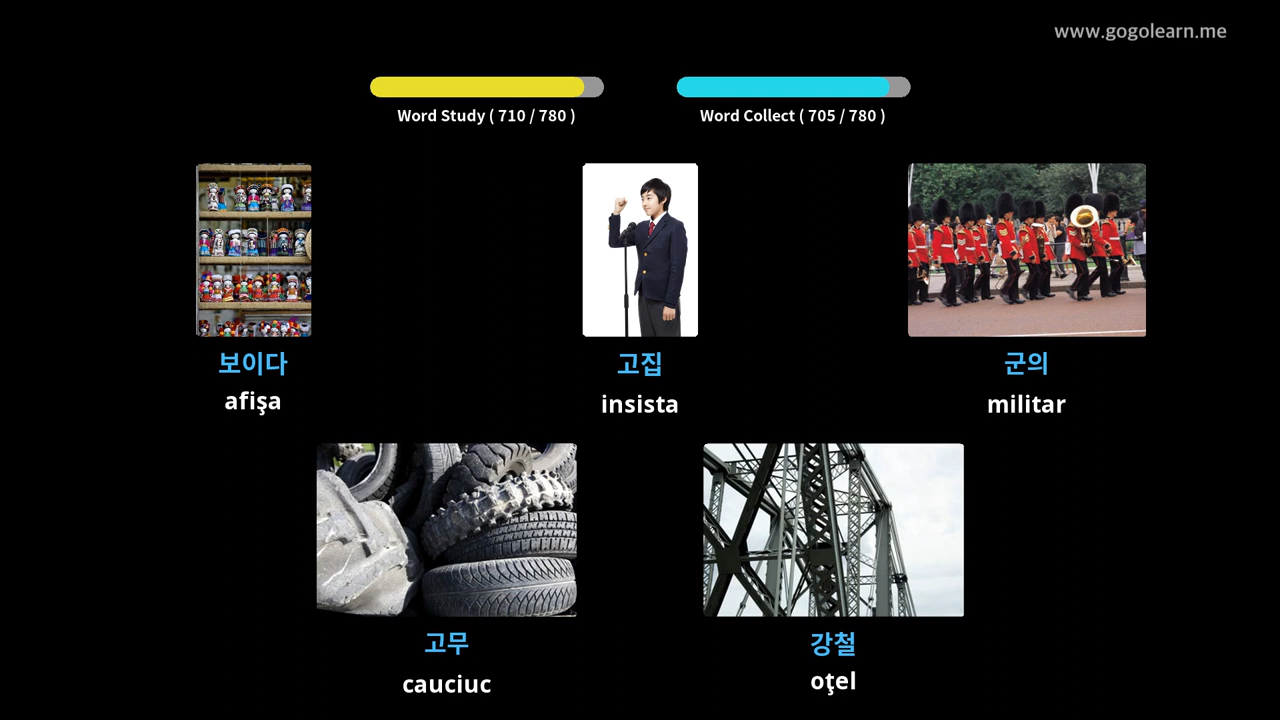 www.gogolearn.me
Word Study ( 710 / 780 )
Word Collect ( 705 / 780 )
보이다
afişa
고집
insista
군의
militar
고무
cauciuc
강철
oţel